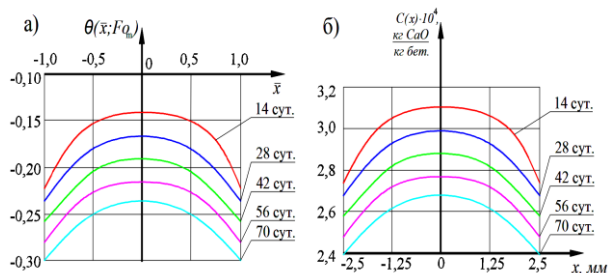 а)
θ(x̄;Foₘ)
-1,0
-0,5
0
0,5
1,0
x̄
-0,10
-0,15
-0,20
-0,25
-0,30
14 сут.
28 сут.
42 сут.
56 сут.
70 сут.
б)
C(x)·10⁴,
кг CaO
кг бет.
3,2
3,0
2,8
2,6
2,4
14 сут.
28 сут.
42 сут.
56 сут.
70 сут.
-2,5
-1,25
0
1,25
2,5
x, мм